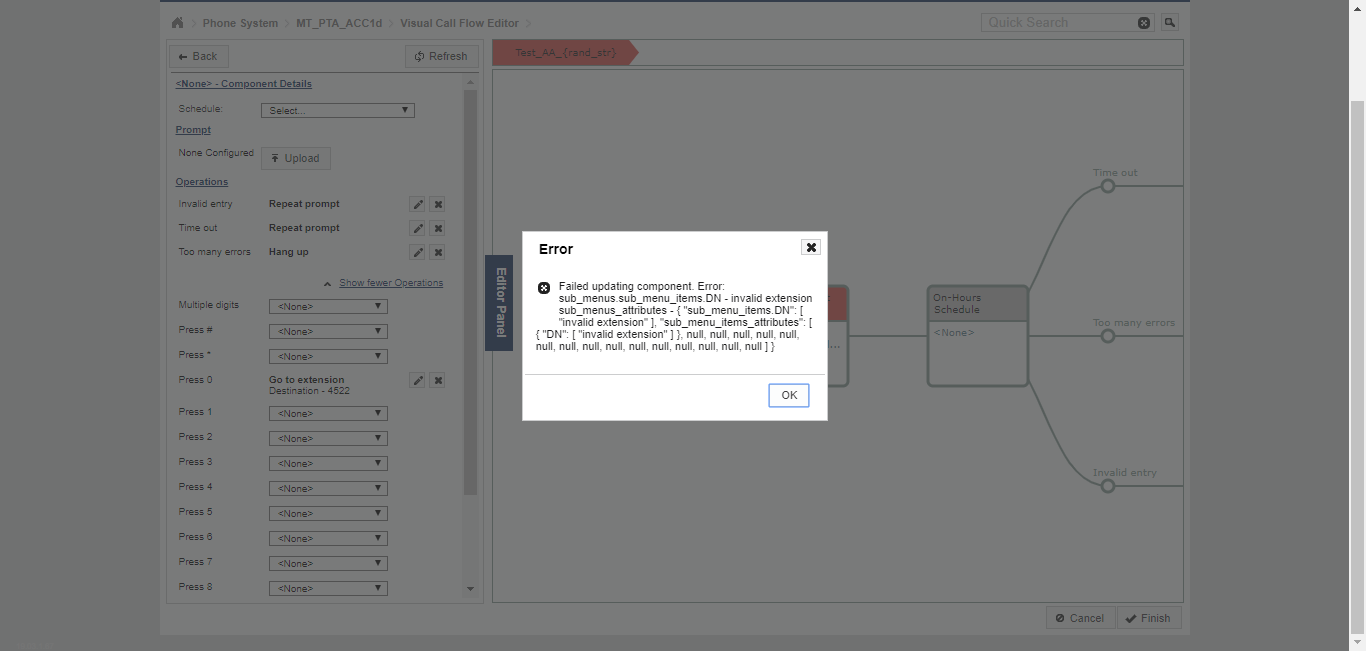 Phone System MT_PTA_ACC1d Visual Call Flow Editor
Quick Search
Back
Refresh
Test_AA_{rand_str}
<None> - Component Details
Schedule: Select...
Prompt
None Configured Upload
Operations
Invalid entry Repeat prompt
Time out Repeat prompt
Too many errors Hang up
Show fewer Operations
Multiple digits <None>
Press # <None>
Press * <None>
Press 0 Go to extension
Destination - 4522
Press 1 <None>
Press 2 <None>
Press 3 <None>
Press 4 <None>
Press 5 <None>
Press 6 <None>
Press 7 <None>
Press 8 <None>
Editor Panel
Error
Failed updating component. Error:
sub_menus.sub_menu_items.DN - invalid extension
sub_menus_attributes - { "sub_menu_items.DN": [
"invalid extension" ], "sub_menu_items_attributes": [
{ "DN": [ "invalid extension" ] }, null, null, null, null, null,
null, null, null, null, null, null, null, null, null, null ] }
OK
Time out
On-Hours
Schedule
<None>
Too many errors
Invalid entry
Cancel
Finish